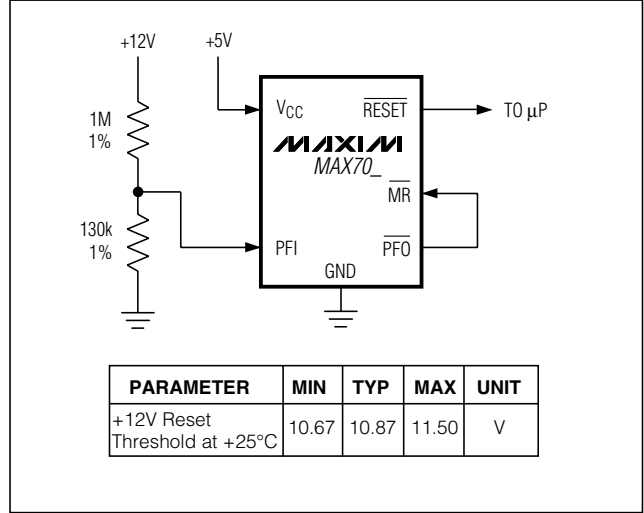 +12V
+5V
1M
1%
130k
1%
VCC
RESET
TO µP
MAXIM
MAX70_
MR
PFI
PFO
GND
PARAMETER MIN TYP MAX UNIT
+12V Reset
Threshold at +25°C 10.67 10.87 11.50 V